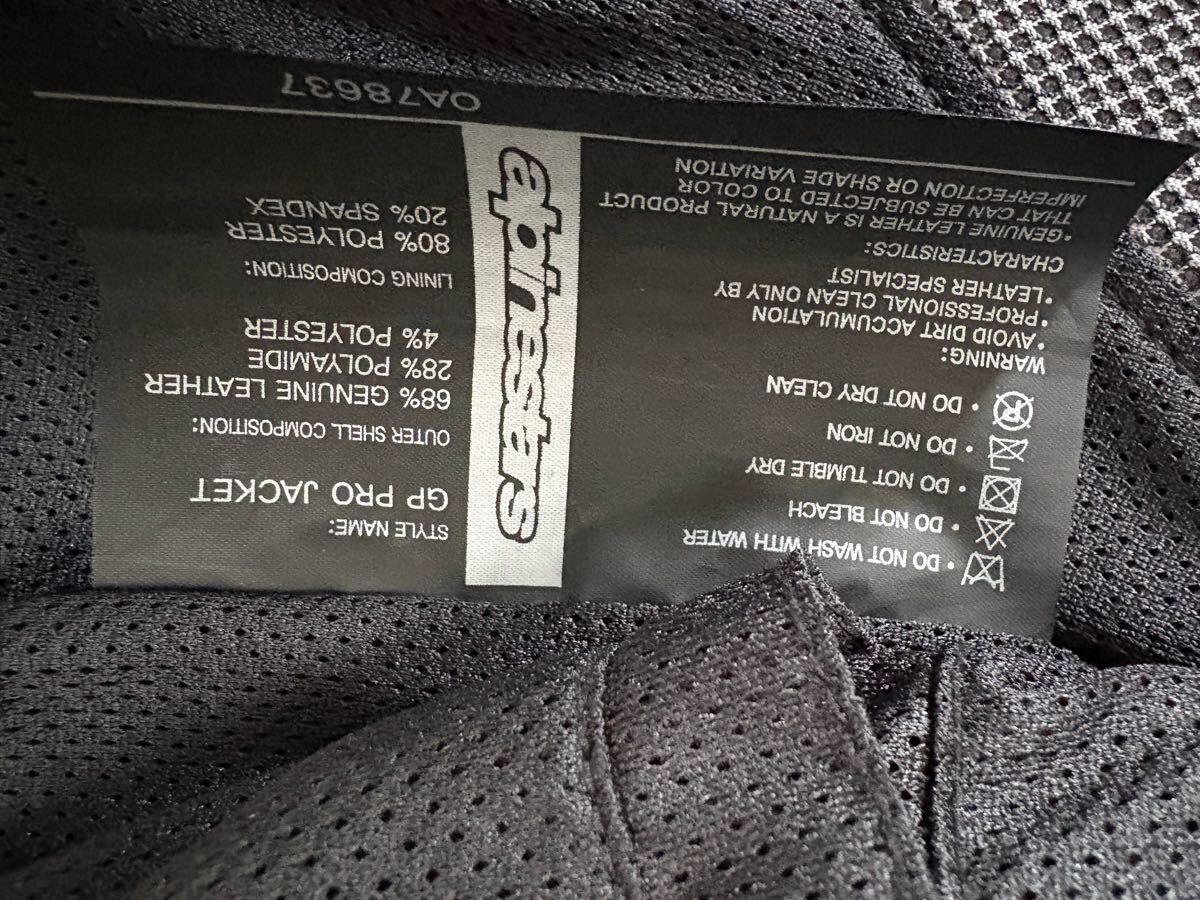 • DO NOT WASH WITH WATER
• DO NOT BLEACH
• DO NOT TUMBLE DRY
• DO NOT IRON
• DO NOT DRY CLEAN
WARNING:
• AVOID DIRT ACCUMULATION
• PROFESSIONAL CLEAN ONLY BY
• LEATHER SPECIALIST
CHARACTERISTICS:
• GENUINE LEATHER IS A NATURAL PRODUCT
THAT CAN BE SUBJECTED TO COLOR
IMPERFECTION OR SHADE VARIATION
alpinestars
STYLE NAME:
GP PRO JACKET
OUTER SHELL COMPOSITION:
68% GENUINE LEATHER
28% POLYAMIDE
4% POLYESTER
LINING COMPOSITION:
80% POLYESTER
20% SPANDEX
OA78637